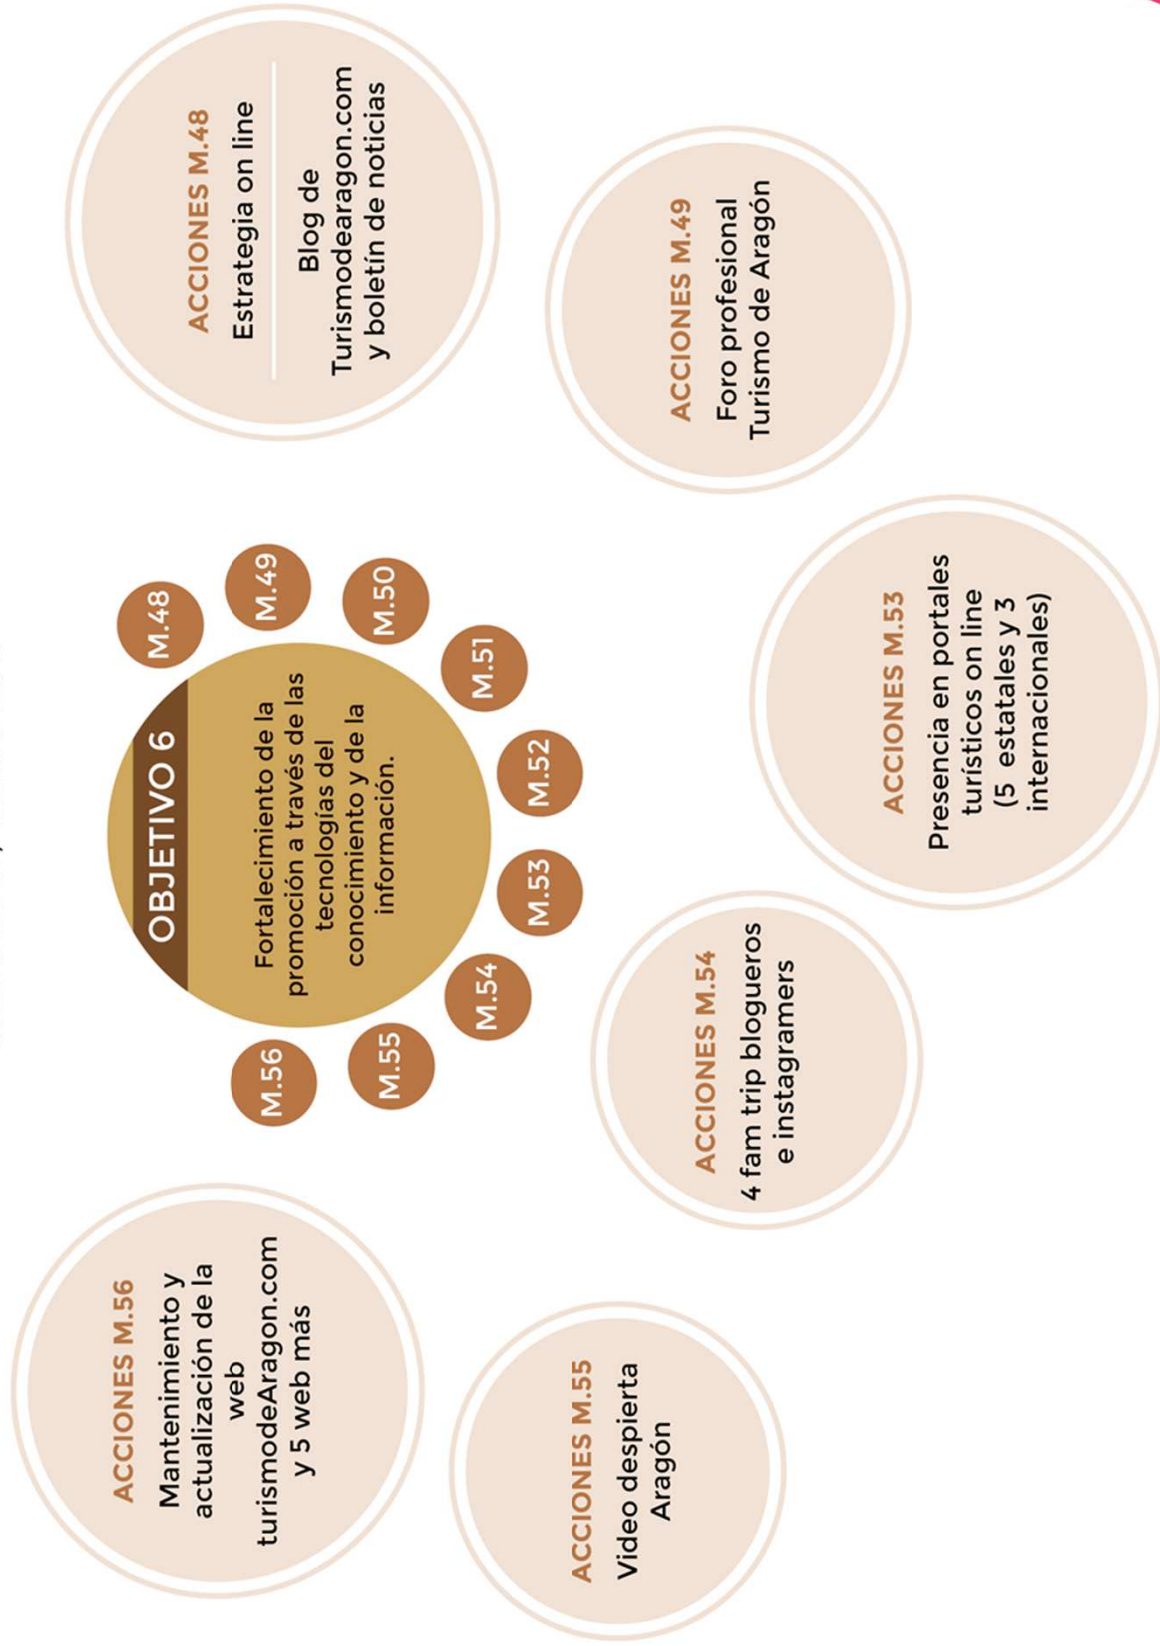 OBJETIVO 6
Fortalecimiento de la
promoción a través de las
tecnologías del
conocimiento y de la
información.
M.56
M.55
M.54
M.53
M.52
M.51
M.50
M.49
M.48
ACCIONES M.56
Mantenimiento y
actualización de la
web
turismodeAragon.com
y 5 web más
ACCIONES M.55
Video despierta
Aragón
ACCIONES M.54
4 fam trip blogueros
e instagramers
ACCIONES M.53
Presencia en portales
turísticos on line
(5 estatales y 3
internacionales)
ACCIONES M.49
Foro profesional
Turismo de Aragón
ACCIONES M.48
Estrategia on line
Blog de
Turismodearagon.com
y boletín de noticias